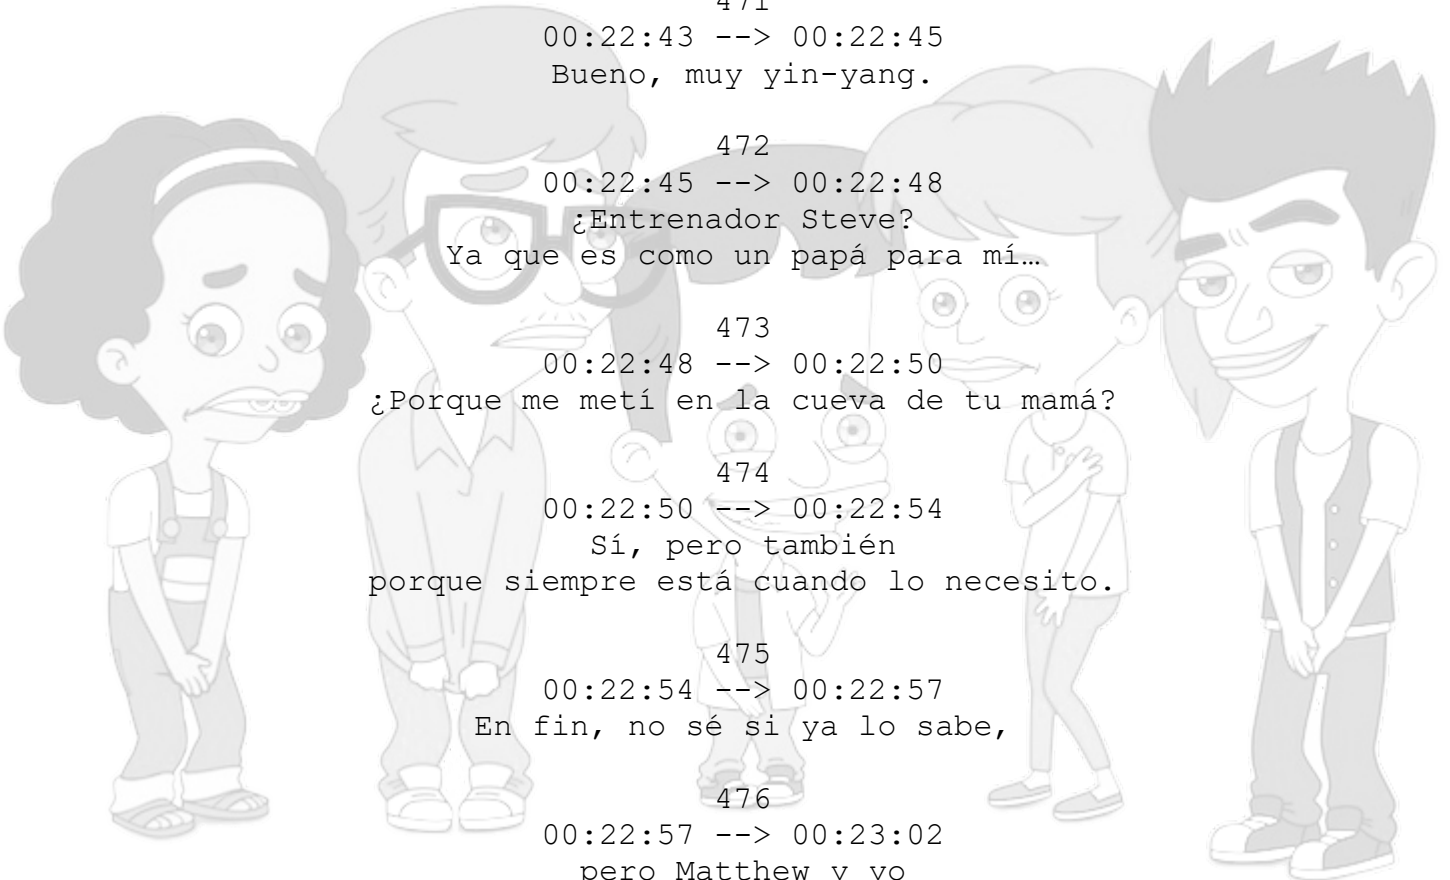 471
00:22:43 --> 00:22:45
Bueno, muy yin-yang.
472
00:22:45 --> 00:22:48
¿Entrenador Steve?
Ya que es como un papá para mí…
473
00:22:48 --> 00:22:50
¿Porque me metí en la cueva de tu mamá?
474
00:22:50 --> 00:22:54
Sí, pero también
porque siempre está cuando lo necesito.
475
00:22:54 --> 00:22:57
En fin, no sé si ya lo sabe,
476
00:22:57 --> 00:23:02
pero Matthew y yo